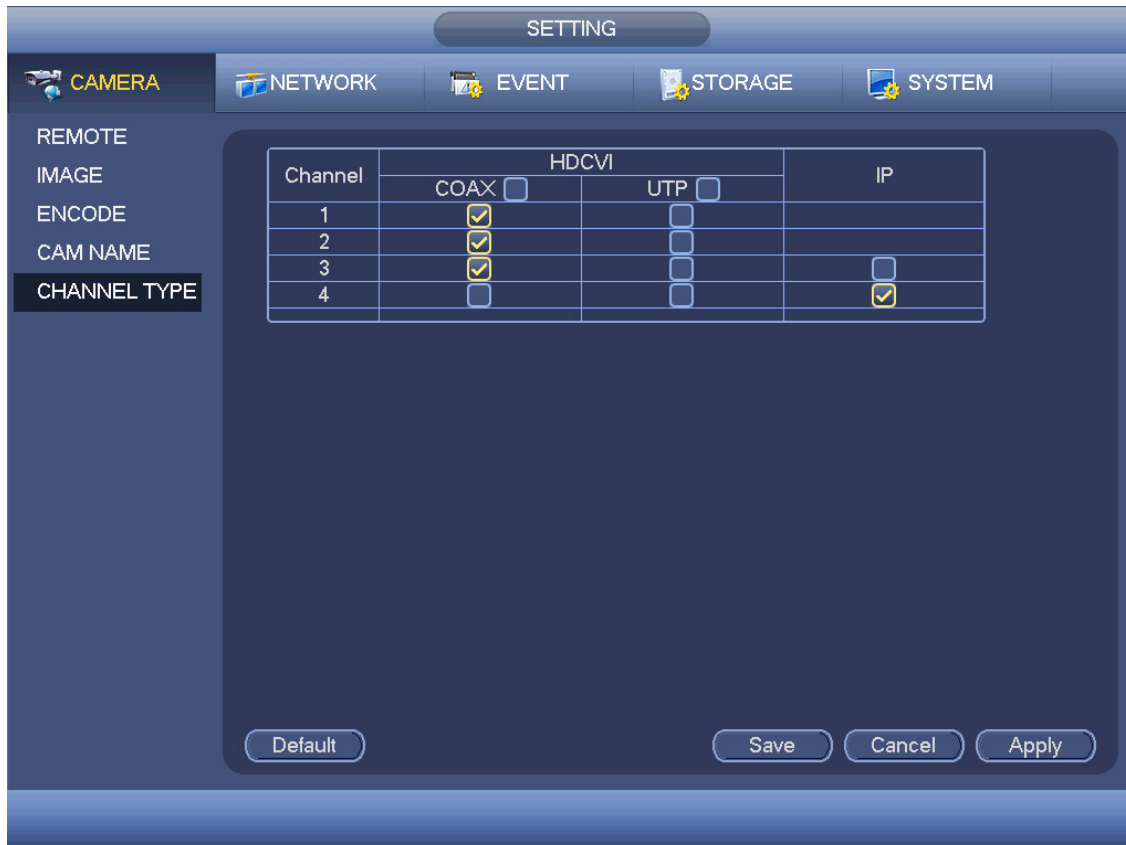 SETTING
CAMERA NETWORK EVENT STORAGE SYSTEM
REMOTE
IMAGE
ENCODE
CAM NAME
CHANNEL TYPE
Channel HDCVI IP
COAX UTP
1
2
3
4
Default Save Cancel Apply